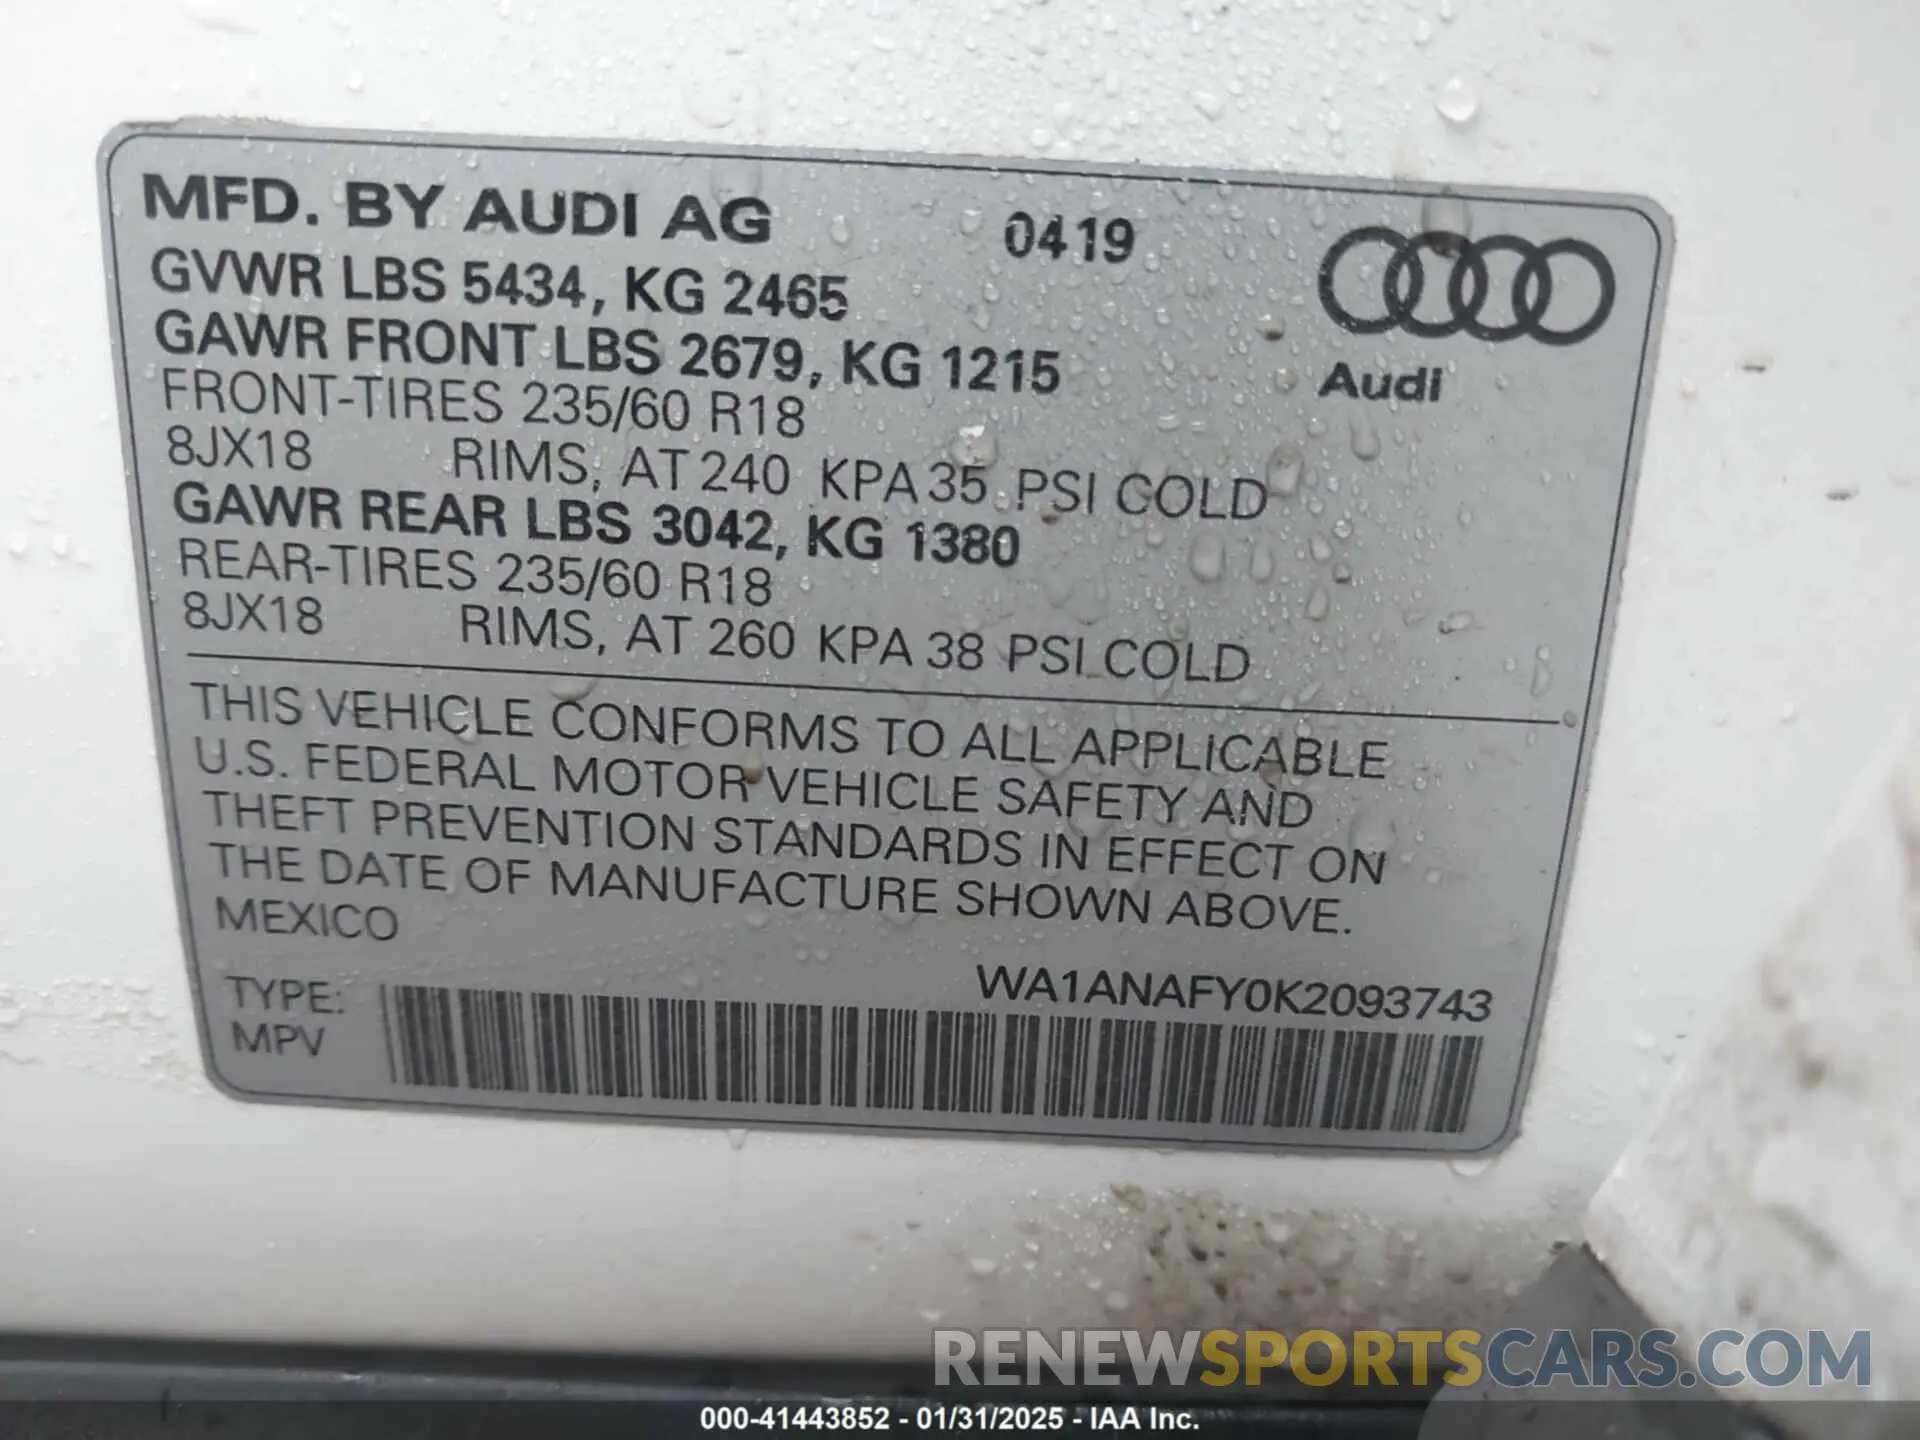 MFD. BY AUDI AG 0419
GVWR LBS 5434, KG 2465
GAWR FRONT LBS 2679, KG 1215
Audi
FRONT-TIRES 235/60 R18
8JX18 RIMS, AT 240 KPA 35 PSI COLD
GAWR REAR LBS 3042, KG 1380
REAR-TIRES 235/60 R18
8JX18 RIMS, AT 260 KPA 38 PSI COLD
THIS VEHICLE CONFORMS TO ALL APPLICABLE
U.S. FEDERAL MOTOR VEHICLE SAFETY AND
THEFT PREVENTION STANDARDS IN EFFECT ON
THE DATE OF MANUFACTURE SHOWN ABOVE.
MEXICO
WA1ANAFY0K2093743
TYPE:
MPV
RENEWSPORTSCARS.COM
000-41443852 - 01/31/2025 - IAA Inc.